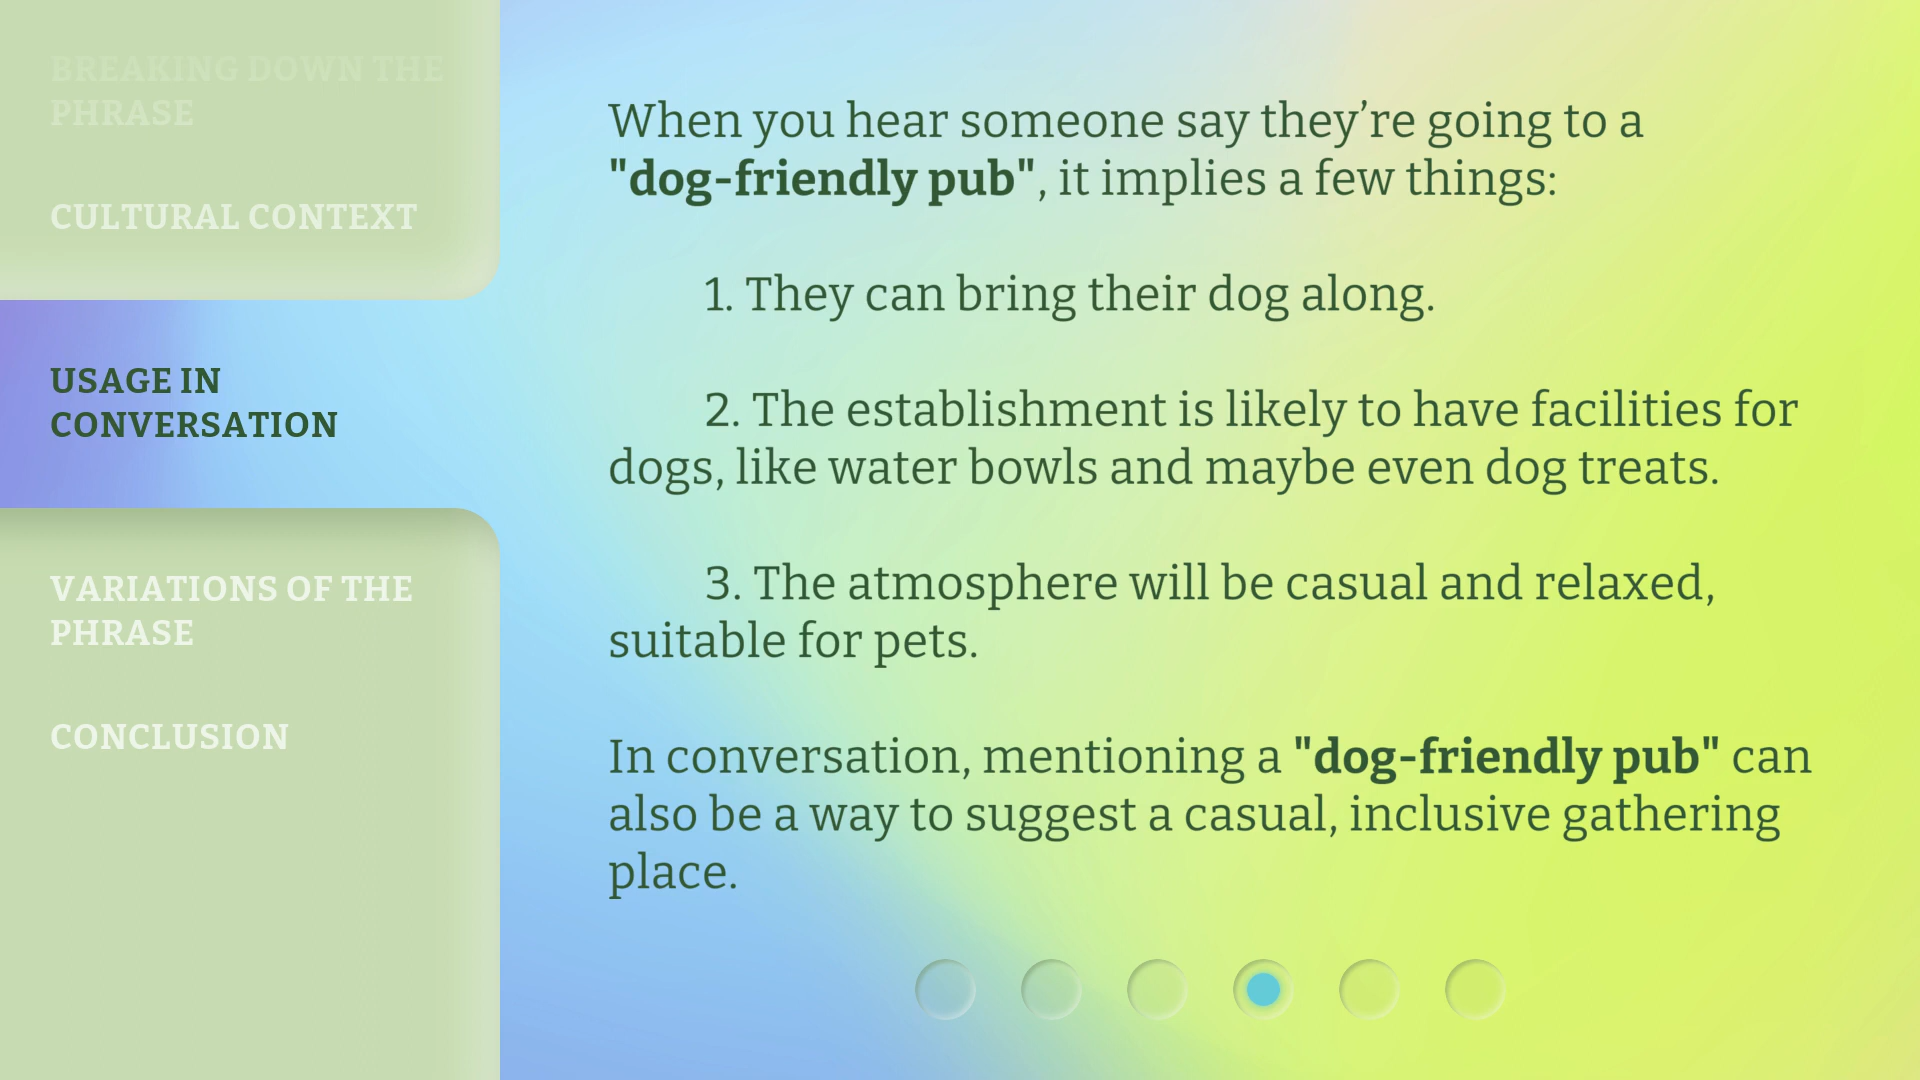 BREAKING DOWN THE
PHRASE
CULTURAL CONTEXT
USAGE IN
CONVERSATION
VARIATIONS OF THE
PHRASE
CONCLUSION
When you hear someone say they’re going to a
"dog-friendly pub", it implies a few things:
1. They can bring their dog along.
2. The establishment is likely to have facilities for
dogs, like water bowls and maybe even dog treats.
3. The atmosphere will be casual and relaxed,
suitable for pets.
In conversation, mentioning a "dog-friendly pub" can
also be a way to suggest a casual, inclusive gathering
place.